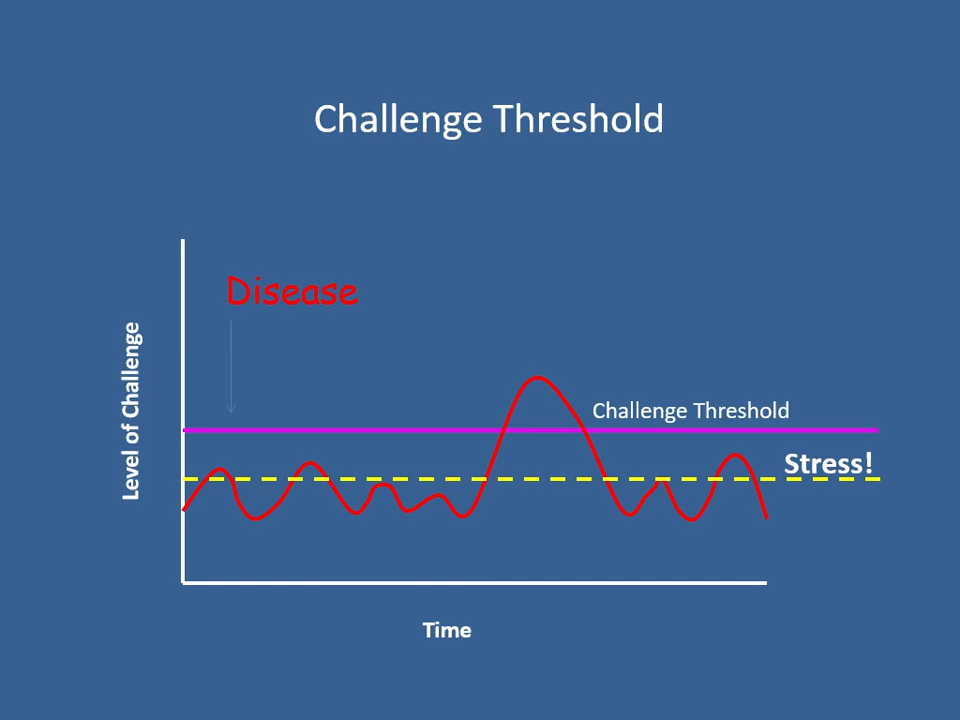 Challenge Threshold
Disease
Level of Challenge
Challenge Threshold
Stress!
Time